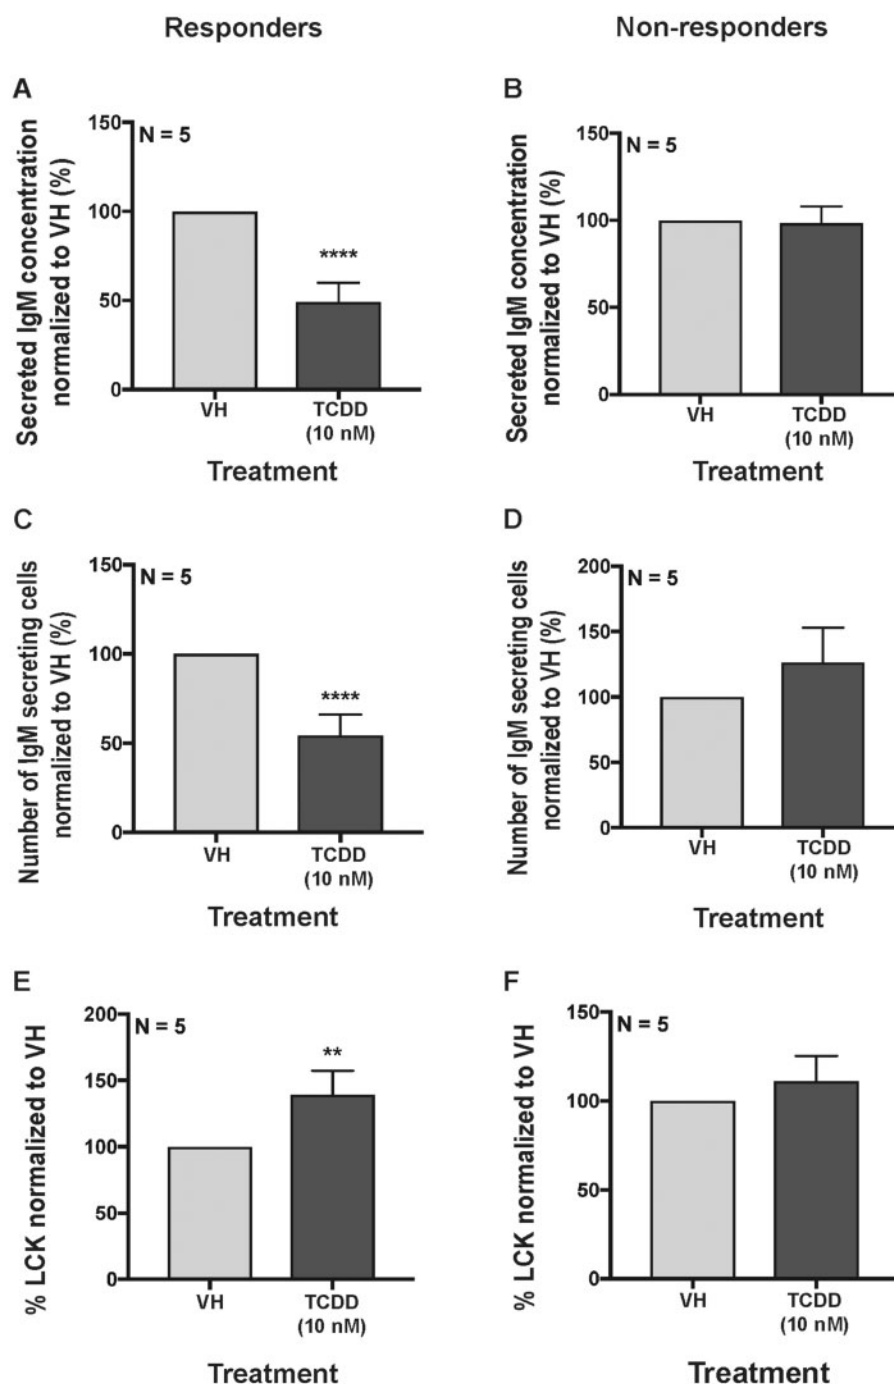 Responders
Non-responders
A
Secreted IgM concentration
normalized to VH (%)
150
100
50
0
N = 5
****
VH
TCDD
(10 nM)
Treatment
B
Secreted IgM concentration
normalized to VH (%)
150
100
50
0
N = 5
VH
TCDD
(10 nM)
Treatment
C
Number of IgM secreting cells
normalized to VH (%)
150
100
50
0
N = 5
****
VH
TCDD
(10 nM)
Treatment
D
Number of IgM secreting cells
normalized to VH (%)
200
150
100
50
0
N = 5
VH
TCDD
(10 nM)
Treatment
E
% LCK normalized to VH
200
150
100
50
0
N = 5
**
VH
TCDD
(10 nM)
Treatment
F
% LCK normalized to VH
150
100
50
0
N = 5
VH
TCDD
(10 nM)
Treatment